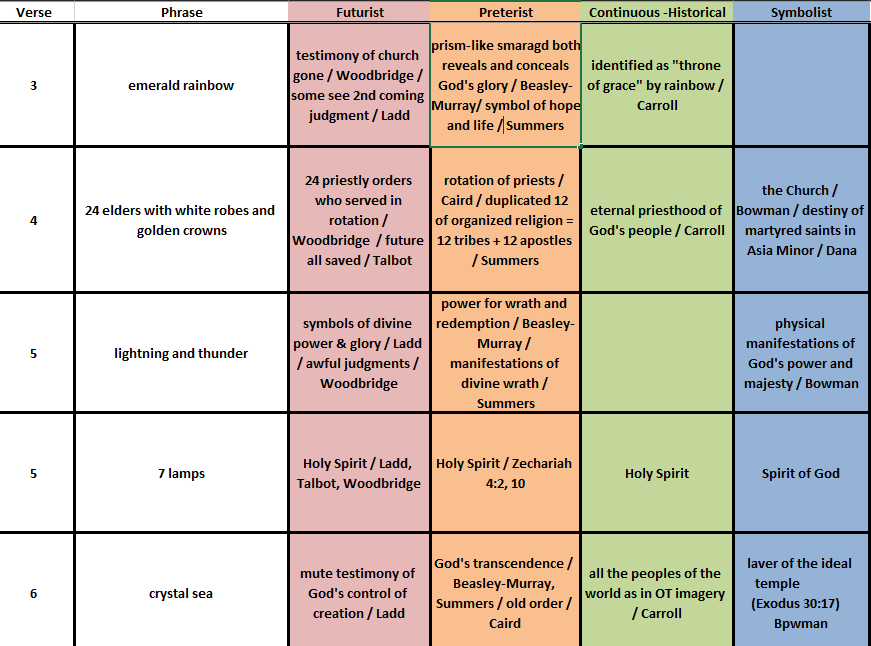 Verse Phrase Futurist Preterist Continuous -Historical Symbolist
3
emerald rainbow
testimony of church
gone / Woodbridge /
some see 2nd coming
judgment / Ladd
prism-like smaragd both
reveals and conceals
God's glory / Beasley-
Murray/ symbol of hope
and life / Summers
identified as "throne
of grace" by rainbow /
Carroll
4
24 elders with white robes and
golden crowns
24 priestly orders
who served in
rotation /
Woodbridge / future
all saved / Talbot
rotation of priests /
Caird / duplicated 12
of organized religion =
12 tribes + 12 apostles
/ Summers
eternal priesthood of
God's people / Carroll
the Church /
Bowman / destiny of
martyred saints in
Asia Minor / Dana
5
lightning and thunder
symbols of divine
power & glory / Ladd
/ awful judgments /
Woodbridge
power for wrath and
redemption / Beasley-
Murray /
manifestations of
divine wrath /
Summers
physical
manifestations of
God's power and
majesty / Bowman
5
7 lamps
Holy Spirit / Ladd,
Talbot, Woodbridge
Holy Spirit / Zechariah
4:2, 10
Holy Spirit
Spirit of God
6
crystal sea
mute testimony of
God's control of
creation / Ladd
God's transcendence /
Beasley-Murray,
Summers / old order /
Caird
all the peoples of the
world as in OT imagery
/ Carroll
laver of the ideal
temple
(Exodus 30:17)
Bpwman